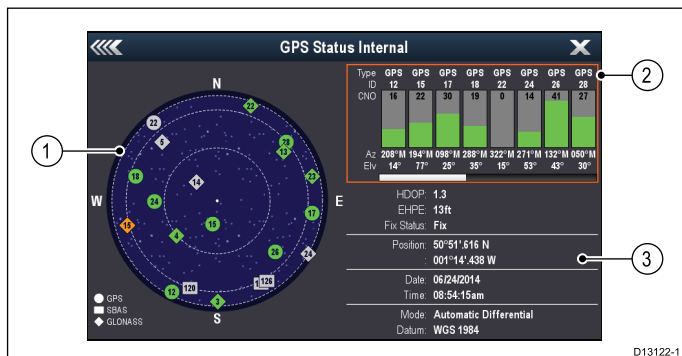 GPS Status Internal
1
2
3
N
W
E
S
22
22
5
28
13
18
14
23
24
17
15
15
4
26
24
12
120
126
3
GPS
SBAS
GLONASS
Type GPS GPS GPS GPS GPS GPS GPS GPS
ID 12 15 17 18 22 24 26 28
CNO 16 22 30 19 0 14 41 27
Az 208°M 194°M 098°M 288°M 322°M 271°M 132°M 050°M
Elv 14° 77° 25° 35° 15° 53° 43° 30°
HDOP: 1.3
EHPE: 13ft
Fix Status: Fix
Position: 50°51'.616 N
: 001°14'.438 W
Date: 06/24/2014
Time: 08:54:15am
Mode: Automatic Differential
Datum: WGS 1984
D13122-1